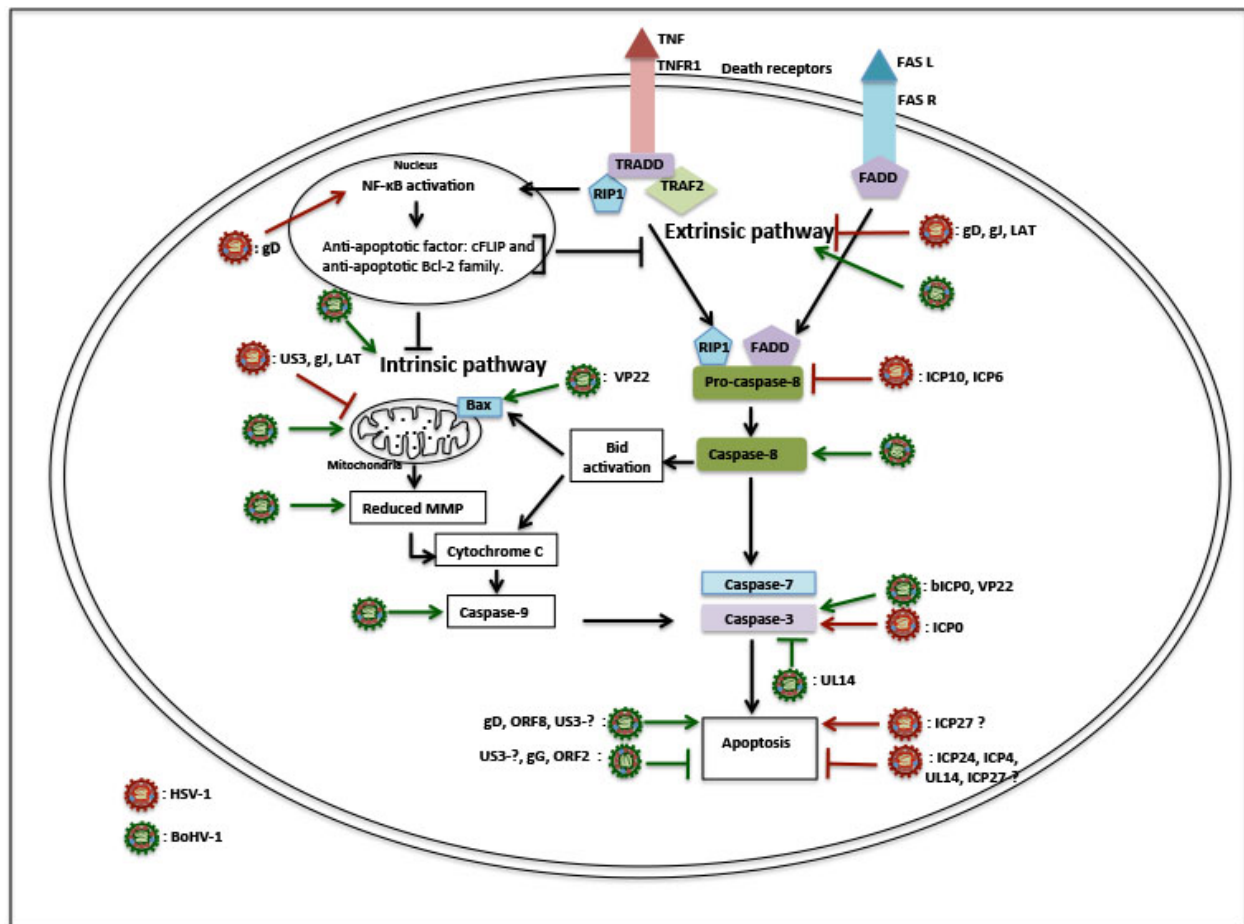 TNF
TNFR1
Death receptors
FAS L
FAS R
Nucleus
NF-κB activation
TRADD
RIP1
TRAF2
FADD
: gD
Anti-apoptotic factor: cFLIP and
anti-apoptotic Bcl-2 family.
Extrinsic pathway
: gD, gJ, LAT
: US3, gJ, LAT
Intrinsic pathway
RIP1
FADD
Pro-caspase-8
: ICP10, ICP6
: VP22
Bax
Mitochondria
Bid
activation
Caspase-8
Reduced MMP
Cytochrome C
Caspase-9
Caspase-7
Caspase-3
: bICP0, VP22
: ICP0
: UL14
gD, ORF8, US3-? :
US3-?, gG, ORF2 :
Apoptosis
: ICP27 ?
: ICP24, ICP4,
UL14, ICP27 ?
: HSV-1
: BoHV-1